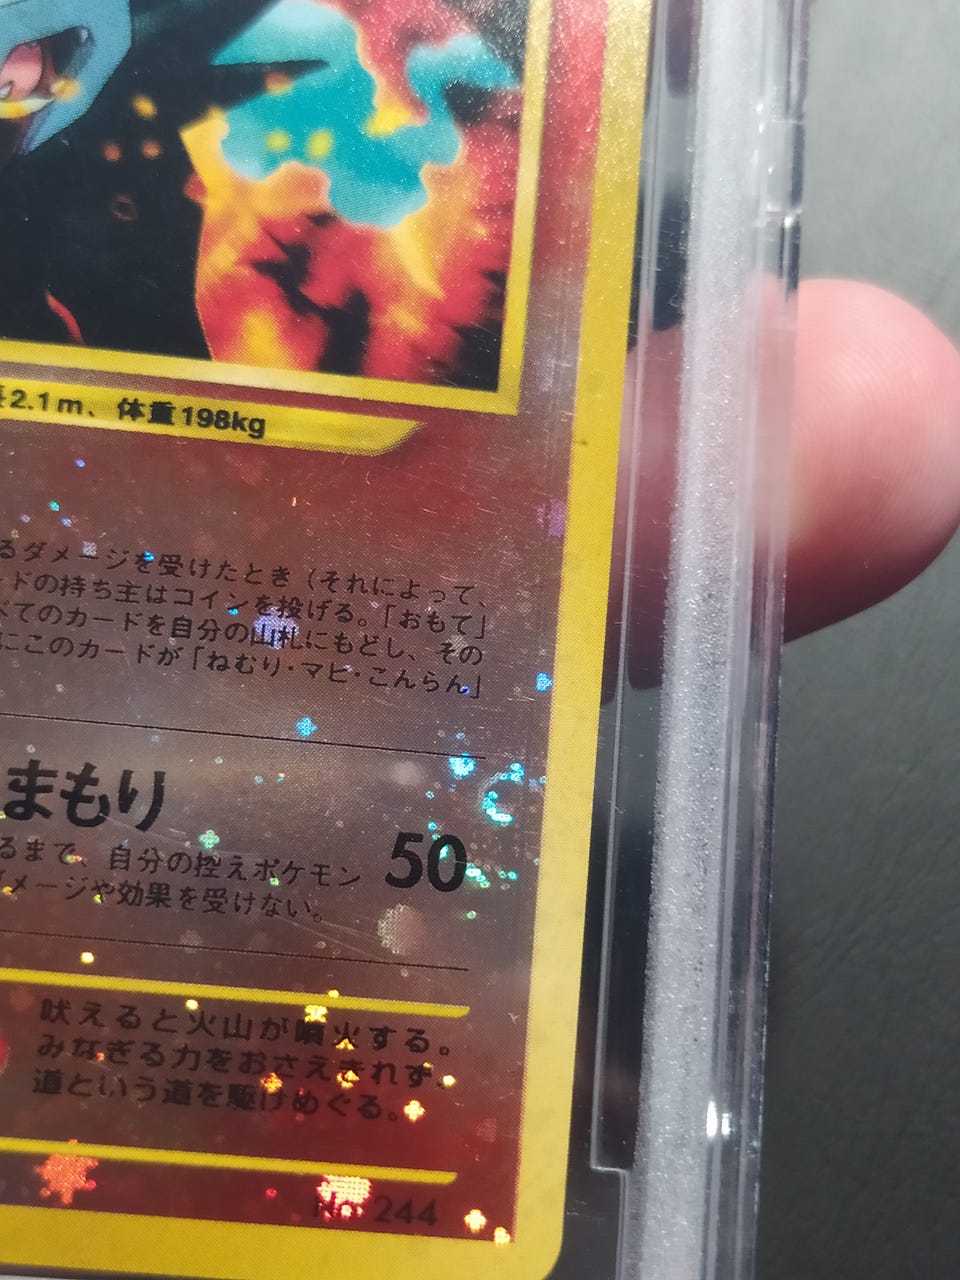 長2.1m、体重198kg
るダメージを受けたとき（それによって、
ードの持ち主はコインを投げる。「おもて」
べてのカードを自分の山札にもどし、その
にこのカードが「ねむり・マヒ・こんらん」
まもり
50
るまで、自分の控えポケモン
ダメージや効果を受けない。
吠えると火山が噴火する。
みなぎる力をおさえきれず、
道という道を駆けめぐる。
No.244